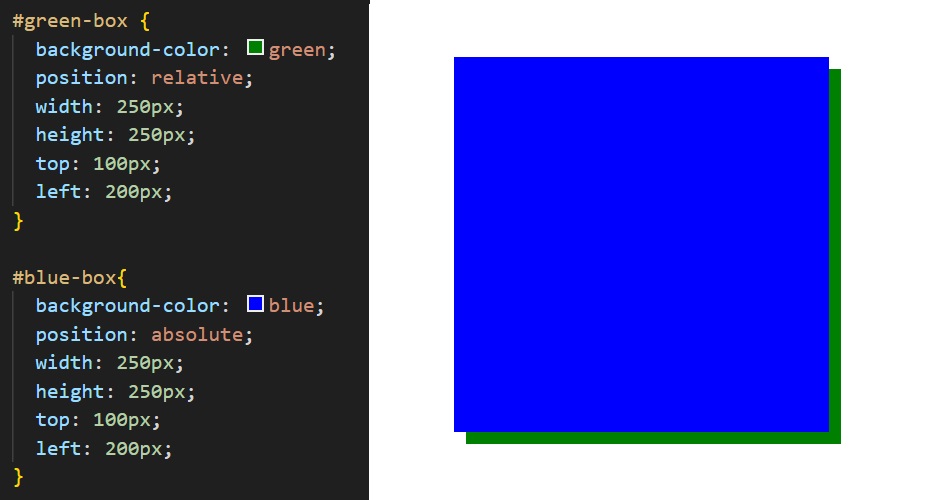 #green-box {
background-color: green;
position: relative;
width: 250px;
height: 250px;
top: 100px;
left: 200px;
}
#blue-box{
background-color: blue;
position: absolute;
width: 250px;
height: 250px;
top: 100px;
left: 200px;
}